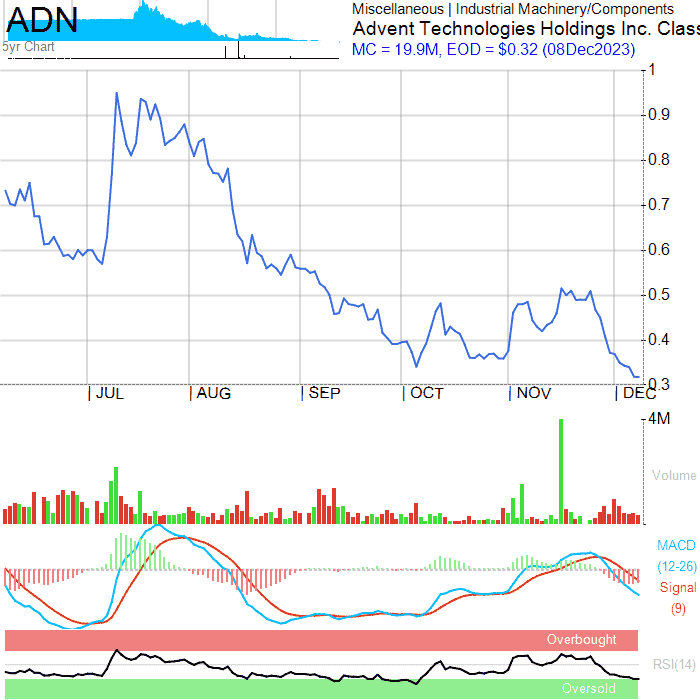 ADN
5yr Chart
Miscellaneous | Industrial Machinery/Components
Advent Technologies Holdings Inc. Class
MC = 19.9M, EOD = $0.32 (08Dec2023)
1
0.9
0.8
0.7
0.6
0.5
0.4
0.3
JUL AUG SEP OCT NOV DEC
4M
Volume
MACD
(12-26)
Signal
(9)
Overbought
RSI(14)
Oversold